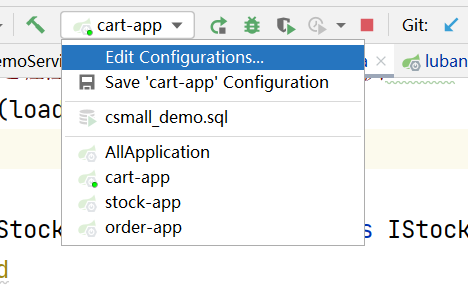 cart-app
Git:
Edit Configurations...
Save 'cart-app' Configuration
csmall_demo.sql
AllApplication
cart-app
stock-app
order-app
luban
(load
Stock
s IStock
d